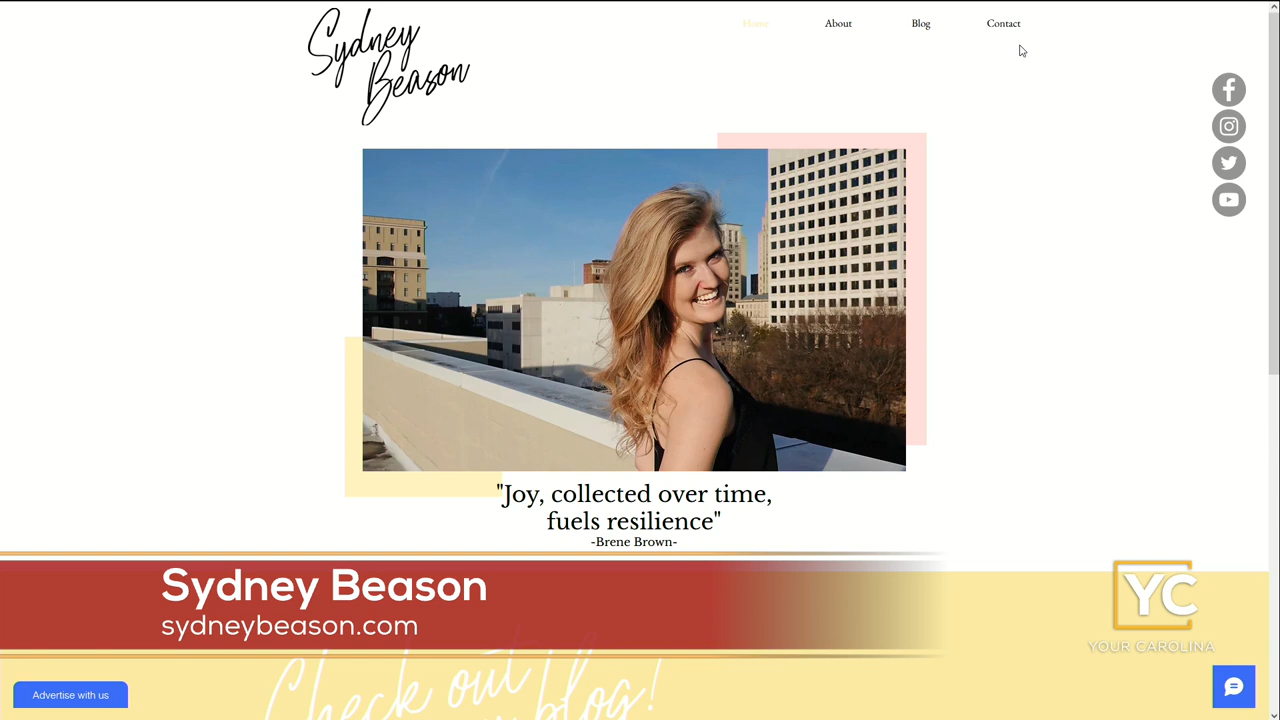 Sydney
Beason
Home
About
Blog
Contact
"Joy, collected over time,
fuels resilience"
-Brene Brown-
Sydney Beason
sydneybeason.com
YC
YOUR CAROLINA
Check out
blog!
Advertise with us